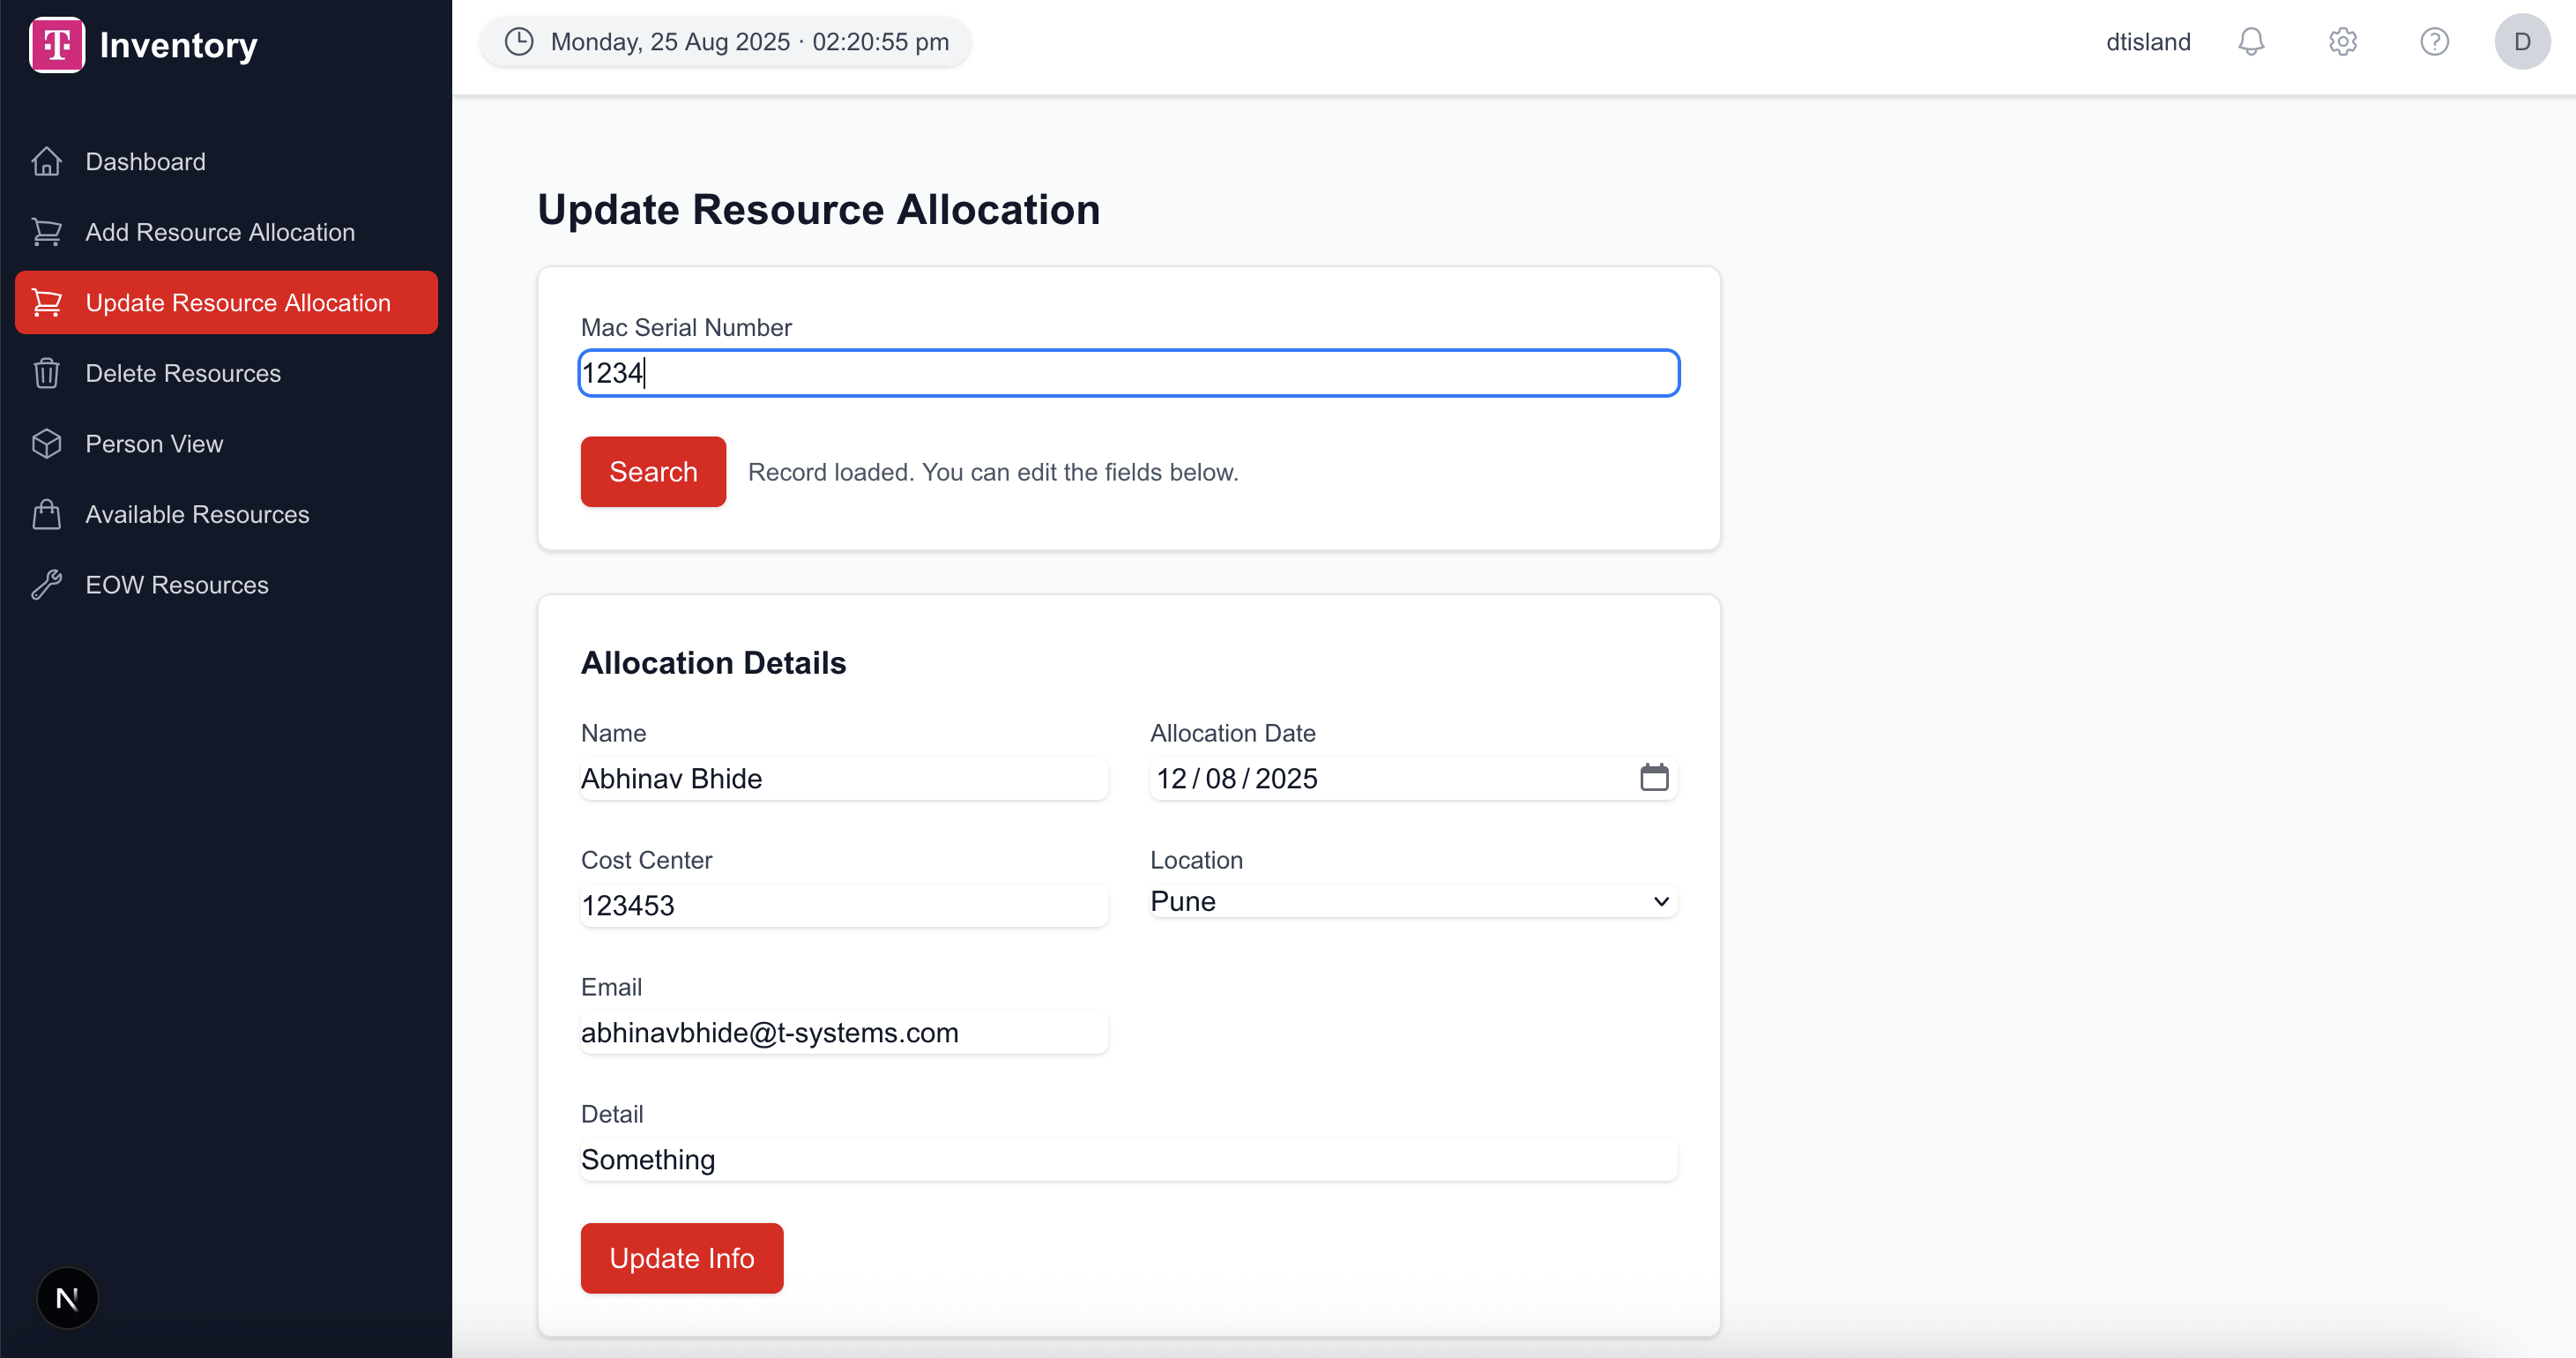 T Inventory
Dashboard
Add Resource Allocation
Update Resource Allocation
Delete Resources
Person View
Available Resources
EOW Resources
N
Monday, 25 Aug 2025 · 02:20:55 pm
dtisland
?
D
Update Resource Allocation
Mac Serial Number
1234
Search Record loaded. You can edit the fields below.
Allocation Details
Name
Abhinav Bhide
Allocation Date
12/08/2025
Cost Center
123453
Location
Pune
Email
abhinavbhide@t-systems.com
Detail
Something
Update Info